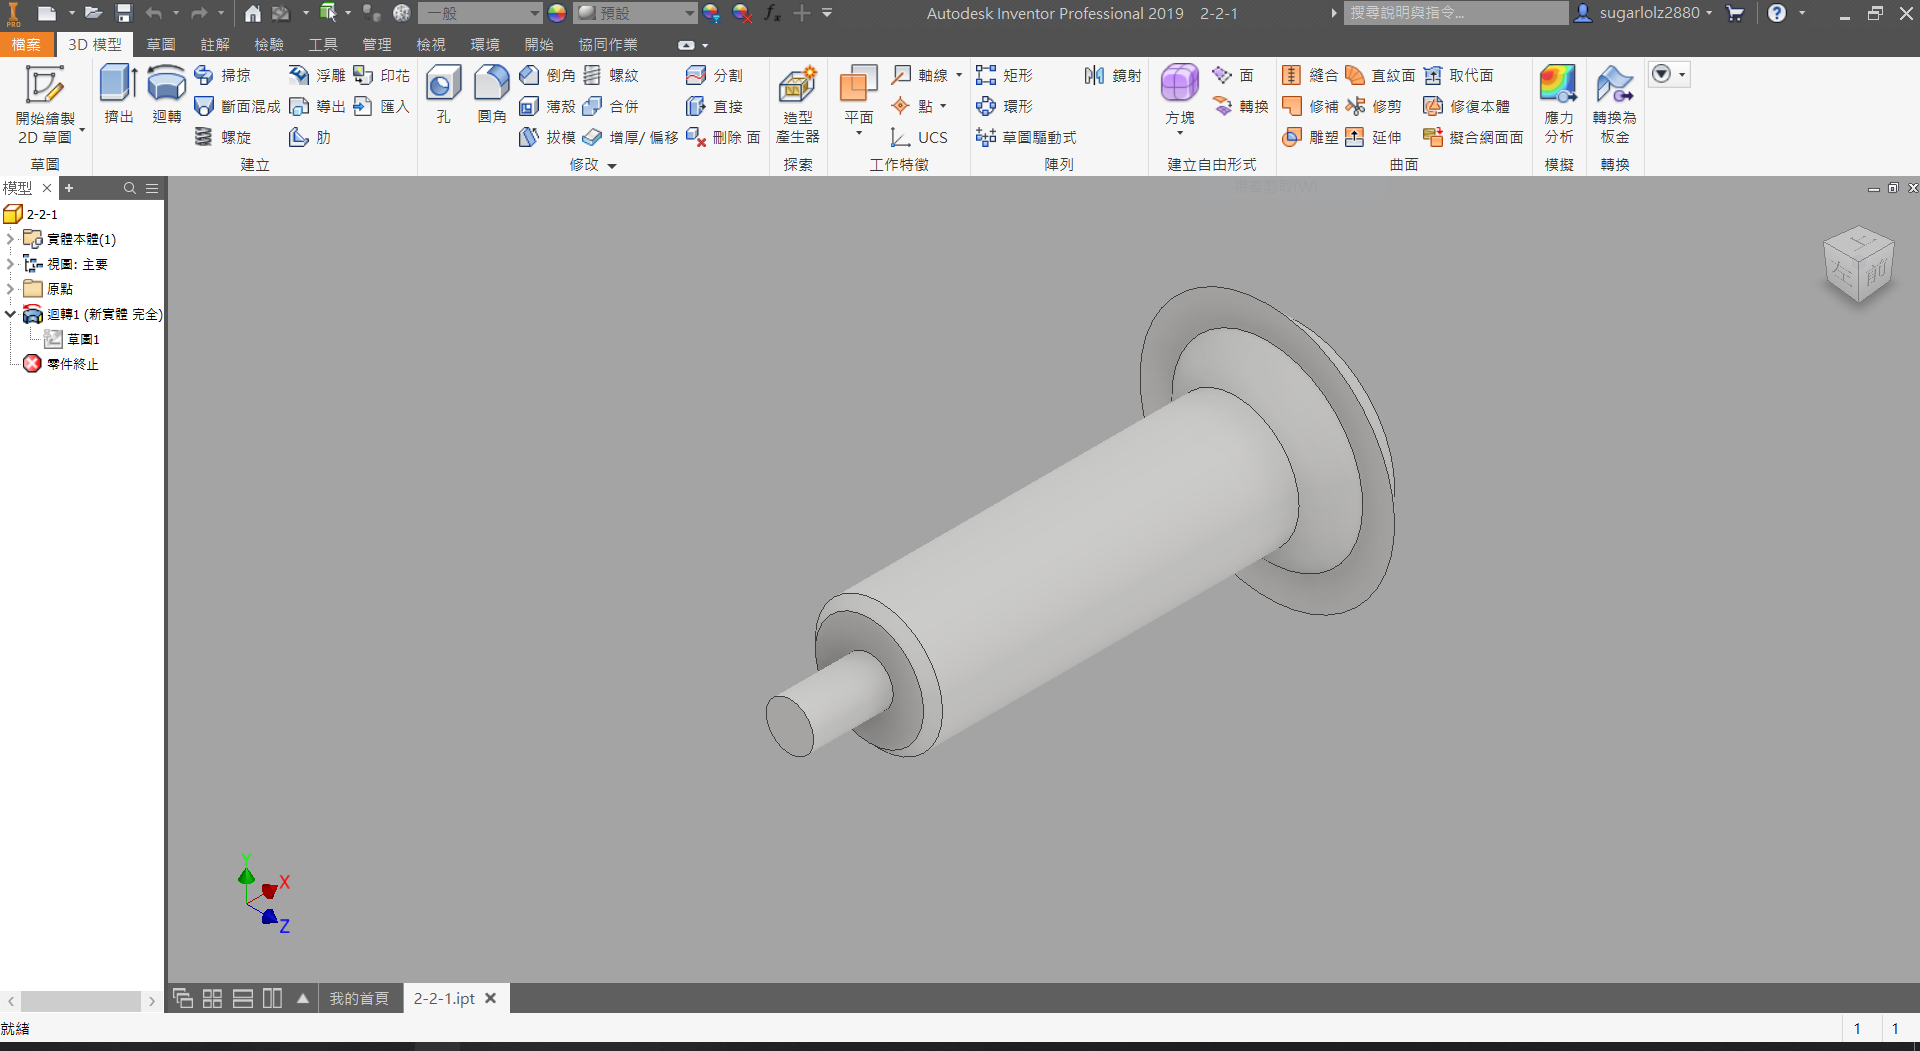 PRO
一般
預設
fx
Autodesk Inventor Professional 2019 2-2-1
搜尋說明與指令...
sugarlolz2880
檔案 3D 模型 草圖 註解 檢驗 工具 管理 檢視 環境 開始 協同作業
開始繪製
2D 草圖
草圖
擠出 迴轉
掃掠 浮雕 印花
斷面混成 導出 匯入
螺旋 肋
建立
孔 圓角
倒角 螺紋 分割
薄殼 合併 直接
拔模 增厚/ 偏移 刪除 面
修改
造型
產生器
探索
平面
軸線
點
UCS
工作特徵
矩形 鏡射
環形
草圖驅動式
陣列
方塊
面
轉換
建立自由形式
縫合 直紋面 取代面
修補 修剪 修復本體
雕塑 延伸 擬合網面面
曲面
應力
分析
模擬
轉換為
板金
轉換
模型
2-2-1
實體本體(1)
視圖: 主要
原點
迴轉1 (新實體 完全)
草圖1
零件終止
上
左 前
Y
X
Z
我的首頁 2-2-1.ipt
就緒
1 1